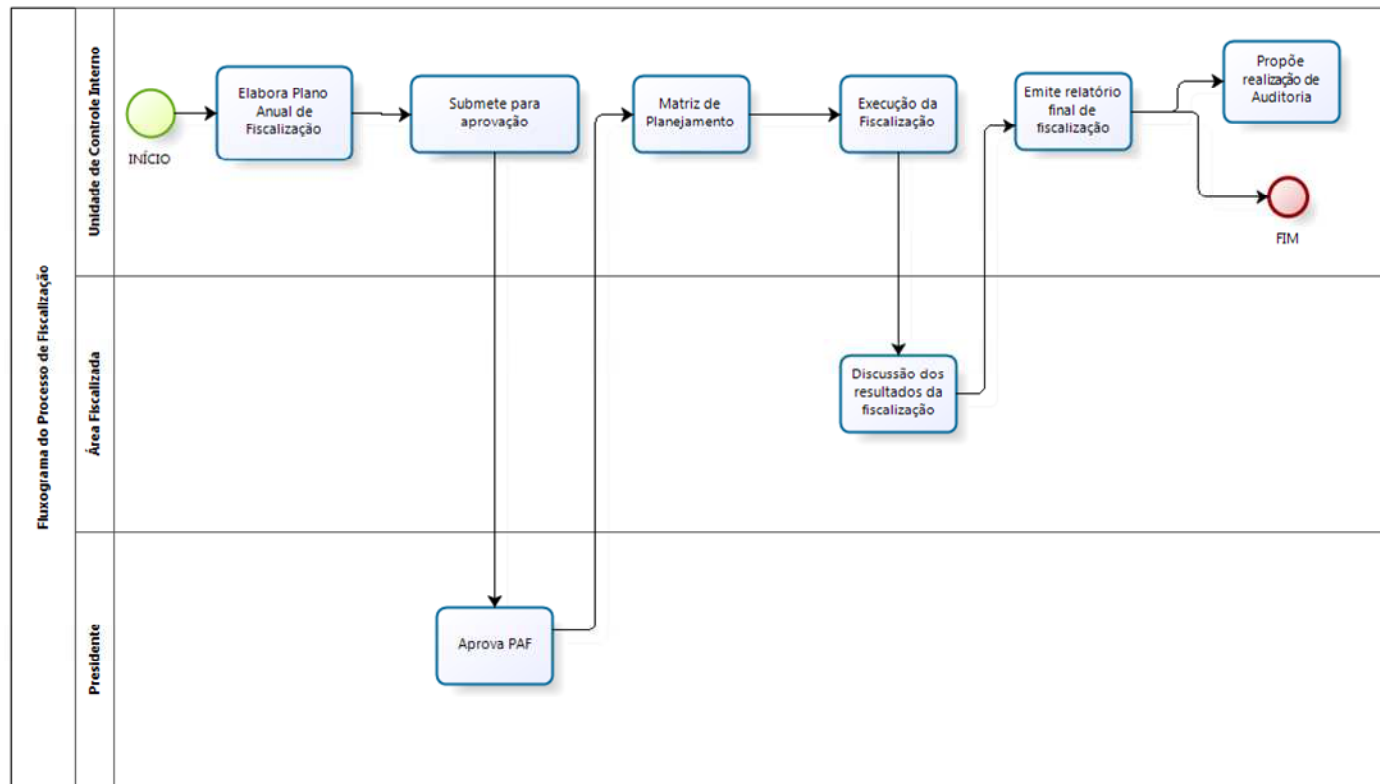 Fluxograma do Processo de Fiscalização
Unidade de Controle Interno
INÍCIO
Elabora Plano
Anual de
Fiscalização
Submete para
aprovação
Matriz de
Planejamento
Execução da
Fiscalização
Emite relatório
final de
fiscalização
Propõe
realização de
Auditoria
FIM
Área Fiscalizada
Discussão dos
resultados da
fiscalização
Presidente
Aprova PAF